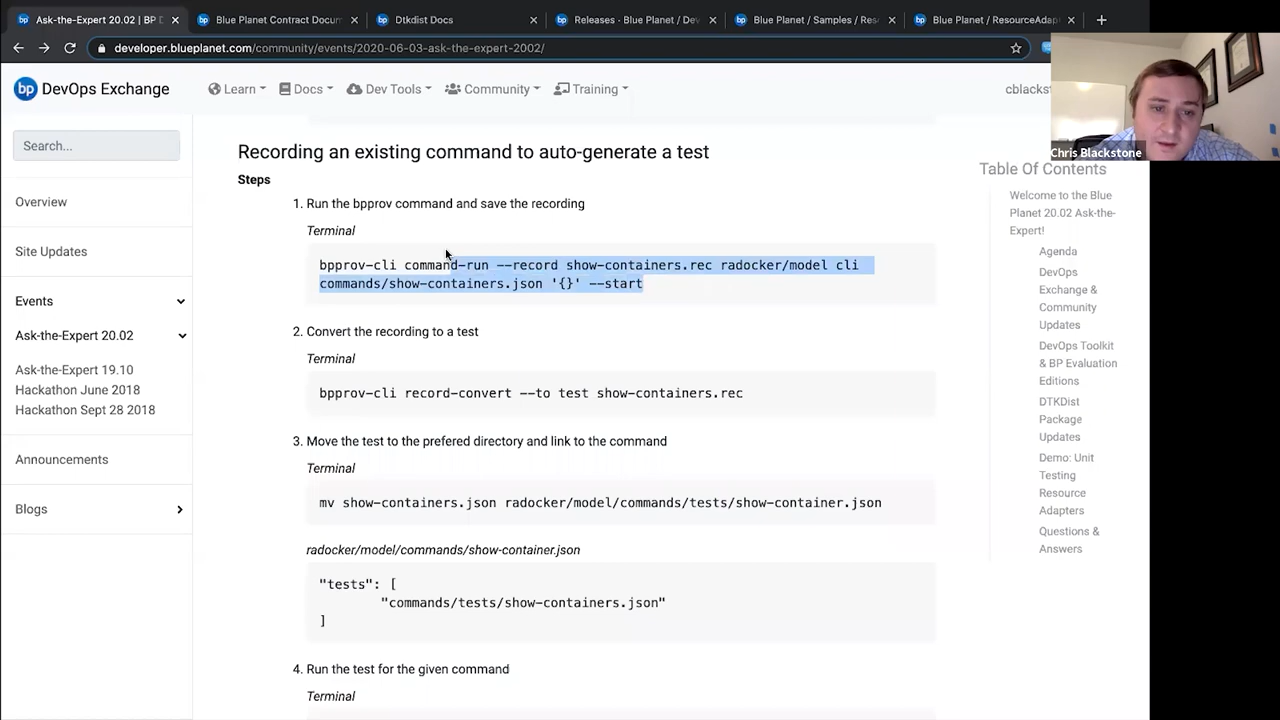 Ask-the-Expert 20.02 | BP D
Blue Planet Contract Docum
Dtkdist Docs
Releases · Blue Planet / Dev
Blue Planet / Samples / Res
Blue Planet / ResourceAdap
developer.blueplanet.com/community/events/2020-06-03-ask-the-expert-2002/
bp DevOps Exchange
Learn
Docs
Dev Tools
Community
Training
cblacks
Chris Blackstone
Search...
Overview
Site Updates
Events
Ask-the-Expert 20.02
Ask-the-Expert 19.10
Hackathon June 2018
Hackathon Sept 28 2018
Announcements
Blogs
Recording an existing command to auto-generate a test
Steps
1. Run the bpprov command and save the recording
Terminal
bpprov-cli command-run --record show-containers.rec radocker/model cli
commands/show-containers.json '{}' --start
2. Convert the recording to a test
Terminal
bpprov-cli record-convert --to test show-containers.rec
3. Move the test to the prefered directory and link to the command
Terminal
mv show-containers.json radocker/model/commands/tests/show-container.json
radocker/model/commands/show-container.json
"tests": [
"commands/tests/show-containers.json"
]
4. Run the test for the given command
Terminal
Table Of Contents
Welcome to the Blue
Planet 20.02 Ask-the-
Expert!
Agenda
DevOps
Exchange &
Community
Updates
DevOps Toolkit
& BP Evaluation
Editions
DTKDist
Package
Updates
Demo: Unit
Testing
Resource
Adapters
Questions &
Answers